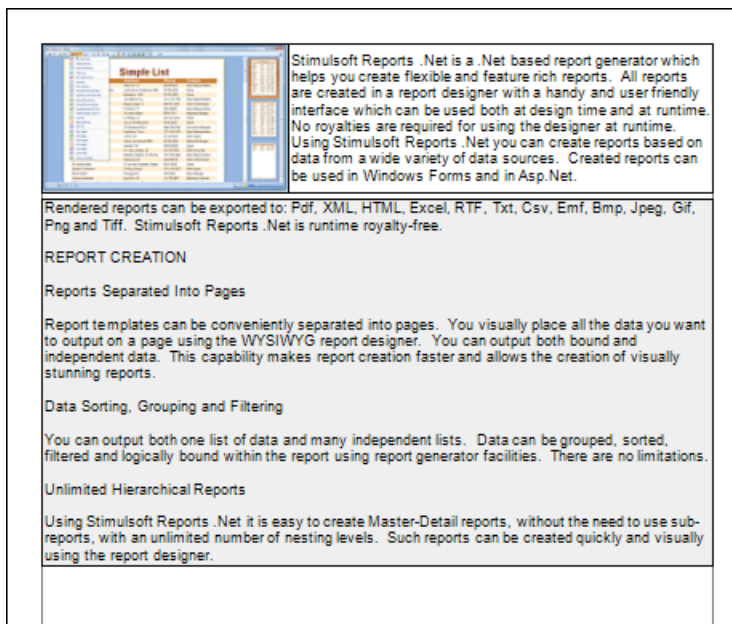 Simple List
Stimulsoft Reports .Net is a .Net based report generator which
helps you create flexible and feature rich reports. All reports
are created in a report designer with a handy and user friendly
interface which can be used both at design time and at runtime.
No royalties are required for using the designer at runtime.
Using Stimulsoft Reports .Net you can create reports based on
data from a wide variety of data sources. Created reports can
be used in Windows Forms and in Asp.Net.
Rendered reports can be exported to: Pdf, XML, HTML, Excel, RTF, Txt, Csv, Emf, Bmp, Jpeg, Gif,
Png and Tiff. Stimulsoft Reports .Net is runtime royalty-free.
REPORT CREATION
Reports Separated Into Pages
Report templates can be conveniently separated into pages. You visually place all the data you want
to output on a page using the WYSIWYG report designer. You can output both bound and
independent data. This capability makes report creation faster and allows the creation of visually
stunning reports.
Data Sorting, Grouping and Filtering
You can output both one list of data and many independent lists. Data can be grouped, sorted,
filtered and logically bound within the report using report generator facilities. There are no limitations.
Unlimited Hierarchical Reports
Using Stimulsoft Reports .Net it is easy to create Master-Detail reports, without the need to use sub-
reports, with an unlimited number of nesting levels. Such reports can be created quickly and visually
using the report designer.